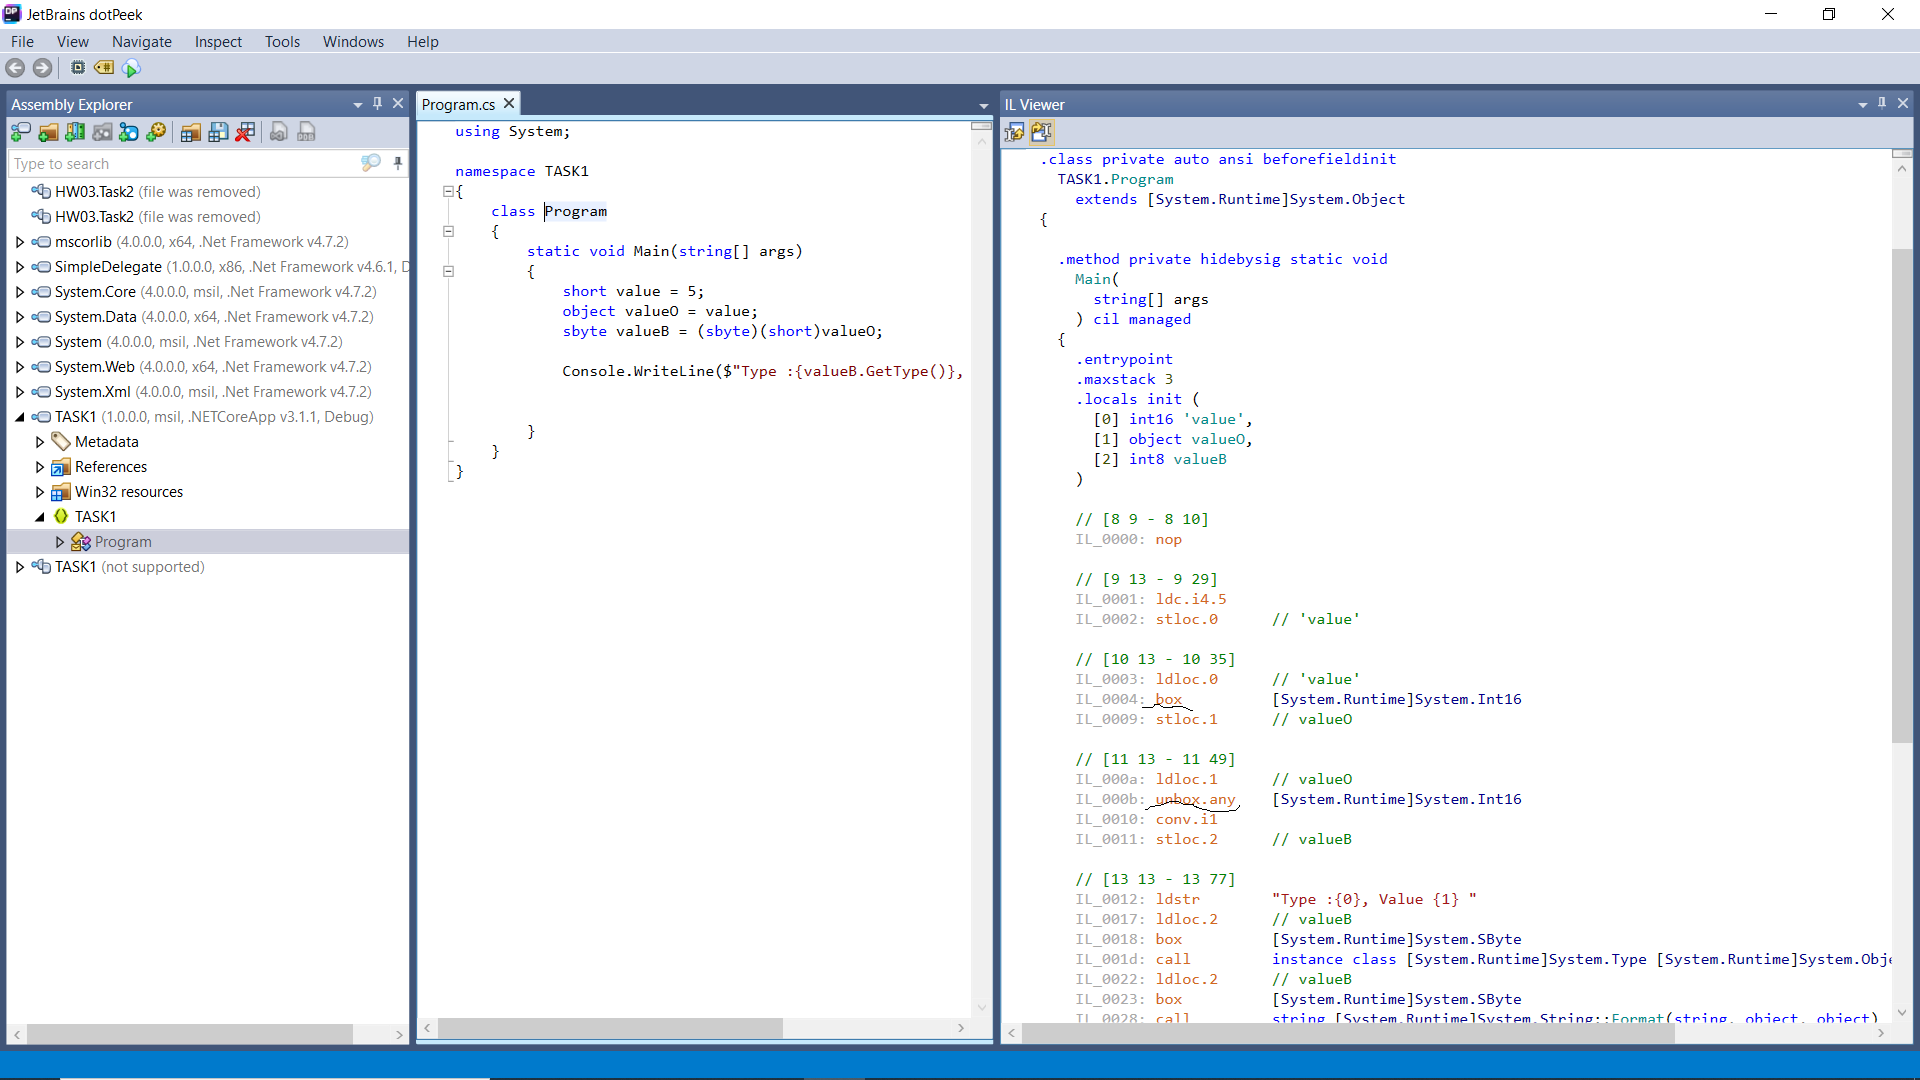 JetBrains dotPeek
File View Navigate Inspect Tools Windows Help
Assembly Explorer
Type to search
HW03.Task2 (file was removed)
HW03.Task2 (file was removed)
mscorlib (4.0.0.0, x64, .Net Framework v4.7.2)
SimpleDelegate (1.0.0.0, x86, .Net Framework v4.6.1, D
System.Core (4.0.0.0, msil, .Net Framework v4.7.2)
System.Data (4.0.0.0, x64, .Net Framework v4.7.2)
System (4.0.0.0, msil, .Net Framework v4.7.2)
System.Web (4.0.0.0, x64, .Net Framework v4.7.2)
System.Xml (4.0.0.0, msil, .Net Framework v4.7.2)
TASK1 (1.0.0.0, msil, .NETCoreApp v3.1.1, Debug)
Metadata
References
Win32 resources
TASK1
Program
TASK1 (not supported)
Program.cs
using System;
namespace TASK1
{
class Program
{
static void Main(string[] args)
{
short value = 5;
object valueO = value;
sbyte valueB = (sbyte)(short)valueO;
Console.WriteLine($"Type :{valueB.GetType()},
}
}
}
IL Viewer
.class private auto ansi beforefieldinit
TASK1.Program
extends [System.Runtime]System.Object
{
.method private hidebysig static void
Main(
string[] args
) cil managed
{
.entrypoint
.maxstack 3
.locals init (
[0] int16 'value',
[1] object valueO,
[2] int8 valueB
)
// [8 9 - 8 10]
IL_0000: nop
// [9 13 - 9 29]
IL_0001: ldc.i4.5
IL_0002: stloc.0 // 'value'
// [10 13 - 10 35]
IL_0003: ldloc.0 // 'value'
IL_0004: box [System.Runtime]System.Int16
IL_0009: stloc.1 // valueO
// [11 13 - 11 49]
IL_000a: ldloc.1 // valueO
IL_000b: unbox.any [System.Runtime]System.Int16
IL_0010: conv.i1
IL_0011: stloc.2 // valueB
// [13 13 - 13 77]
IL_0012: ldstr "Type :{0}, Value {1} "
IL_0017: ldloc.2 // valueB
IL_0018: box [System.Runtime]System.SByte
IL_001d: call instance class [System.Runtime]System.Type [System.Runtime]System.Obje
IL_0022: ldloc.2 // valueB
IL_0023: box [System.Runtime]System.SByte
IL_0028: call string [System.Runtime]System.String::Format(string, object, object)